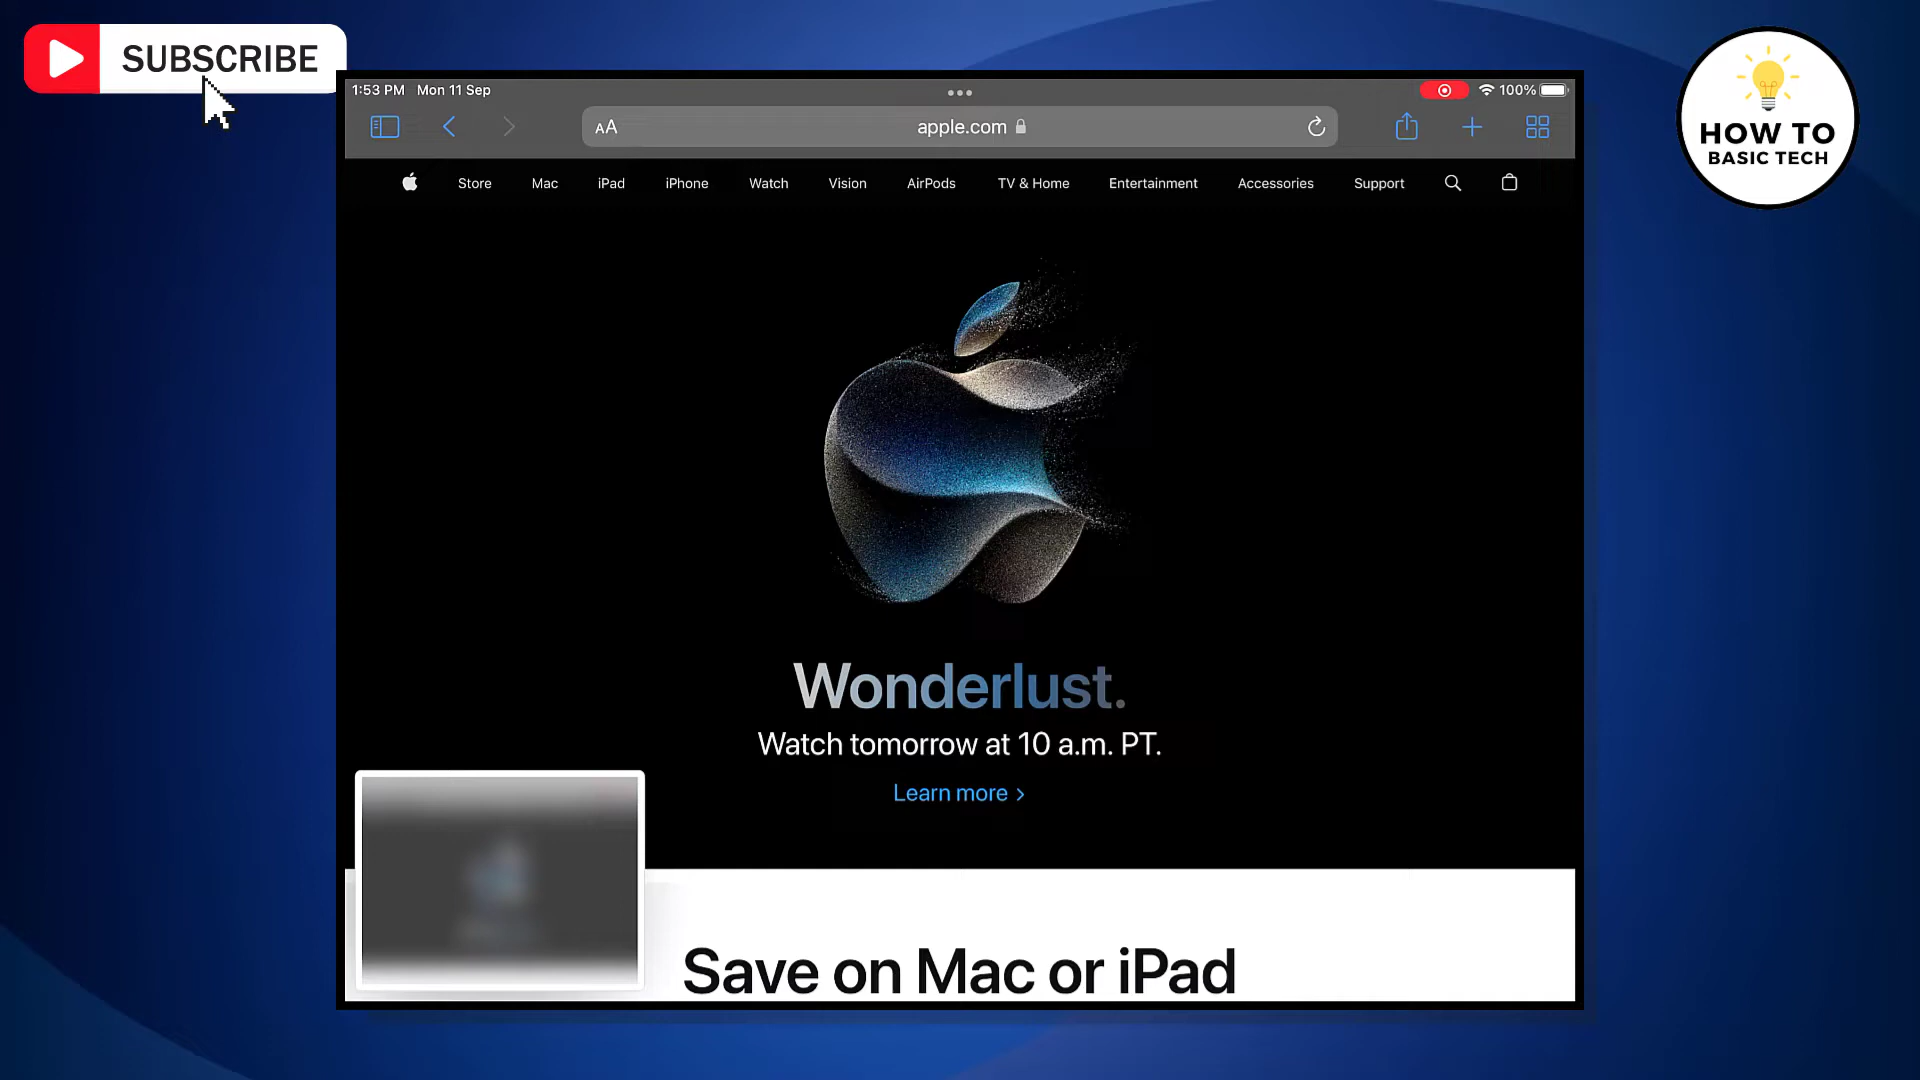 SUBSCRIBE
HOW TO
BASIC TECH
1:53 PM Mon 11 Sep
100%
AA
apple.com
Store Mac iPad iPhone Watch Vision AirPods TV & Home Entertainment Accessories Support
Wonderlust.
Watch tomorrow at 10 a.m. PT.
Learn more >
Save on Mac or iPad